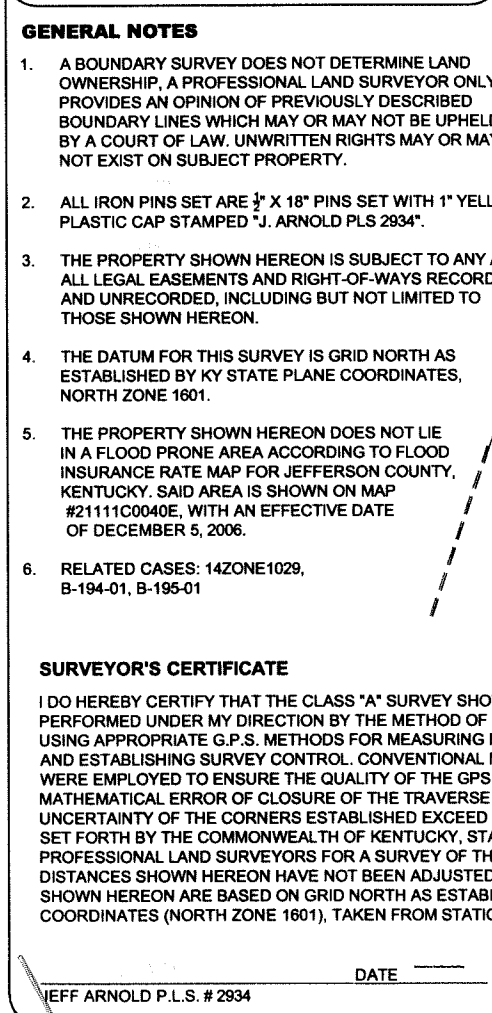 GENERAL NOTES
1. A BOUNDARY SURVEY DOES NOT DETERMINE LAND
OWNERSHIP, A PROFESSIONAL LAND SURVEYOR ONLY
PROVIDES AN OPINION OF PREVIOUSLY DESCRIBED
BOUNDARY LINES WHICH MAY OR MAY NOT BE UPHELD
BY A COURT OF LAW. UNWRITTEN RIGHTS MAY OR MAY
NOT EXIST ON SUBJECT PROPERTY.
2. ALL IRON PINS SET ARE ½" X 18" PINS SET WITH 1" YELL
PLASTIC CAP STAMPED "J. ARNOLD PLS 2934".
3. THE PROPERTY SHOWN HEREON IS SUBJECT TO ANY
ALL LEGAL EASEMENTS AND RIGHT-OF-WAYS RECORD
AND UNRECORDED, INCLUDING BUT NOT LIMITED TO
THOSE SHOWN HEREON.
4. THE DATUM FOR THIS SURVEY IS GRID NORTH AS
ESTABLISHED BY KY STATE PLANE COORDINATES,
NORTH ZONE 1601.
5. THE PROPERTY SHOWN HEREON DOES NOT LIE
IN A FLOOD PRONE AREA ACCORDING TO FLOOD
INSURANCE RATE MAP FOR JEFFERSON COUNTY,
KENTUCKY. SAID AREA IS SHOWN ON MAP
#21111C0040E, WITH AN EFFECTIVE DATE
OF DECEMBER 5, 2006.
6. RELATED CASES: 14ZONE1029,
B-194-01, B-195-01
SURVEYOR'S CERTIFICATE
I DO HEREBY CERTIFY THAT THE CLASS "A" SURVEY SHO
PERFORMED UNDER MY DIRECTION BY THE METHOD OF
USING APPROPRIATE G.P.S. METHODS FOR MEASURING
AND ESTABLISHING SURVEY CONTROL. CONVENTIONAL
WERE EMPLOYED TO ENSURE THE QUALITY OF THE GPS
MATHEMATICAL ERROR OF CLOSURE OF THE TRAVERSE
UNCERTAINTY OF THE CORNERS ESTABLISHED EXCEED
SET FORTH BY THE COMMONWEALTH OF KENTUCKY, STA
PROFESSIONAL LAND SURVEYORS FOR A SURVEY OF TH
DISTANCES SHOWN HEREON HAVE NOT BEEN ADJUSTED
SHOWN HEREON ARE BASED ON GRID NORTH AS ESTABL
COORDINATES (NORTH ZONE 1601), TAKEN FROM STATIC
DATE
JEFF ARNOLD P.L.S. # 2934